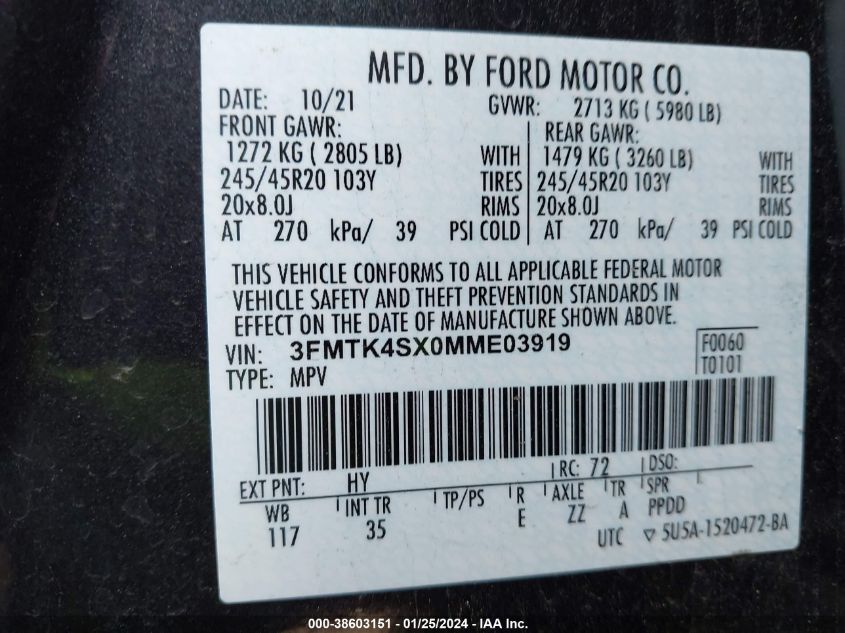 MFD. BY FORD MOTOR CO.
DATE: 10/21 GVWR: 2713 KG ( 5980 LB)
FRONT GAWR: REAR GAWR:
1272 KG ( 2805 LB) WITH 1479 KG ( 3260 LB) WITH
245/45R20 103Y TIRES 245/45R20 103Y TIRES
20x8.0J RIMS 20x8.0J RIMS
AT 270 kPa/ 39 PSI COLD AT 270 kPa/ 39 PSI COLD
THIS VEHICLE CONFORMS TO ALL APPLICABLE FEDERAL MOTOR
VEHICLE SAFETY AND THEFT PREVENTION STANDARDS IN
EFFECT ON THE DATE OF MANUFACTURE SHOWN ABOVE.
VIN: 3FMTK4SX0MME03919 F0060
TYPE: MPV T0101
EXT PNT: HY RC: 72 DSO:
WB INT TR TP/PS R AXLE TR SPR
117 35 E ZZ A PPDD
UTC ▽ 5U5A-1520472-BA
000-38603151 — 01/25/2024 — IAA Inc.